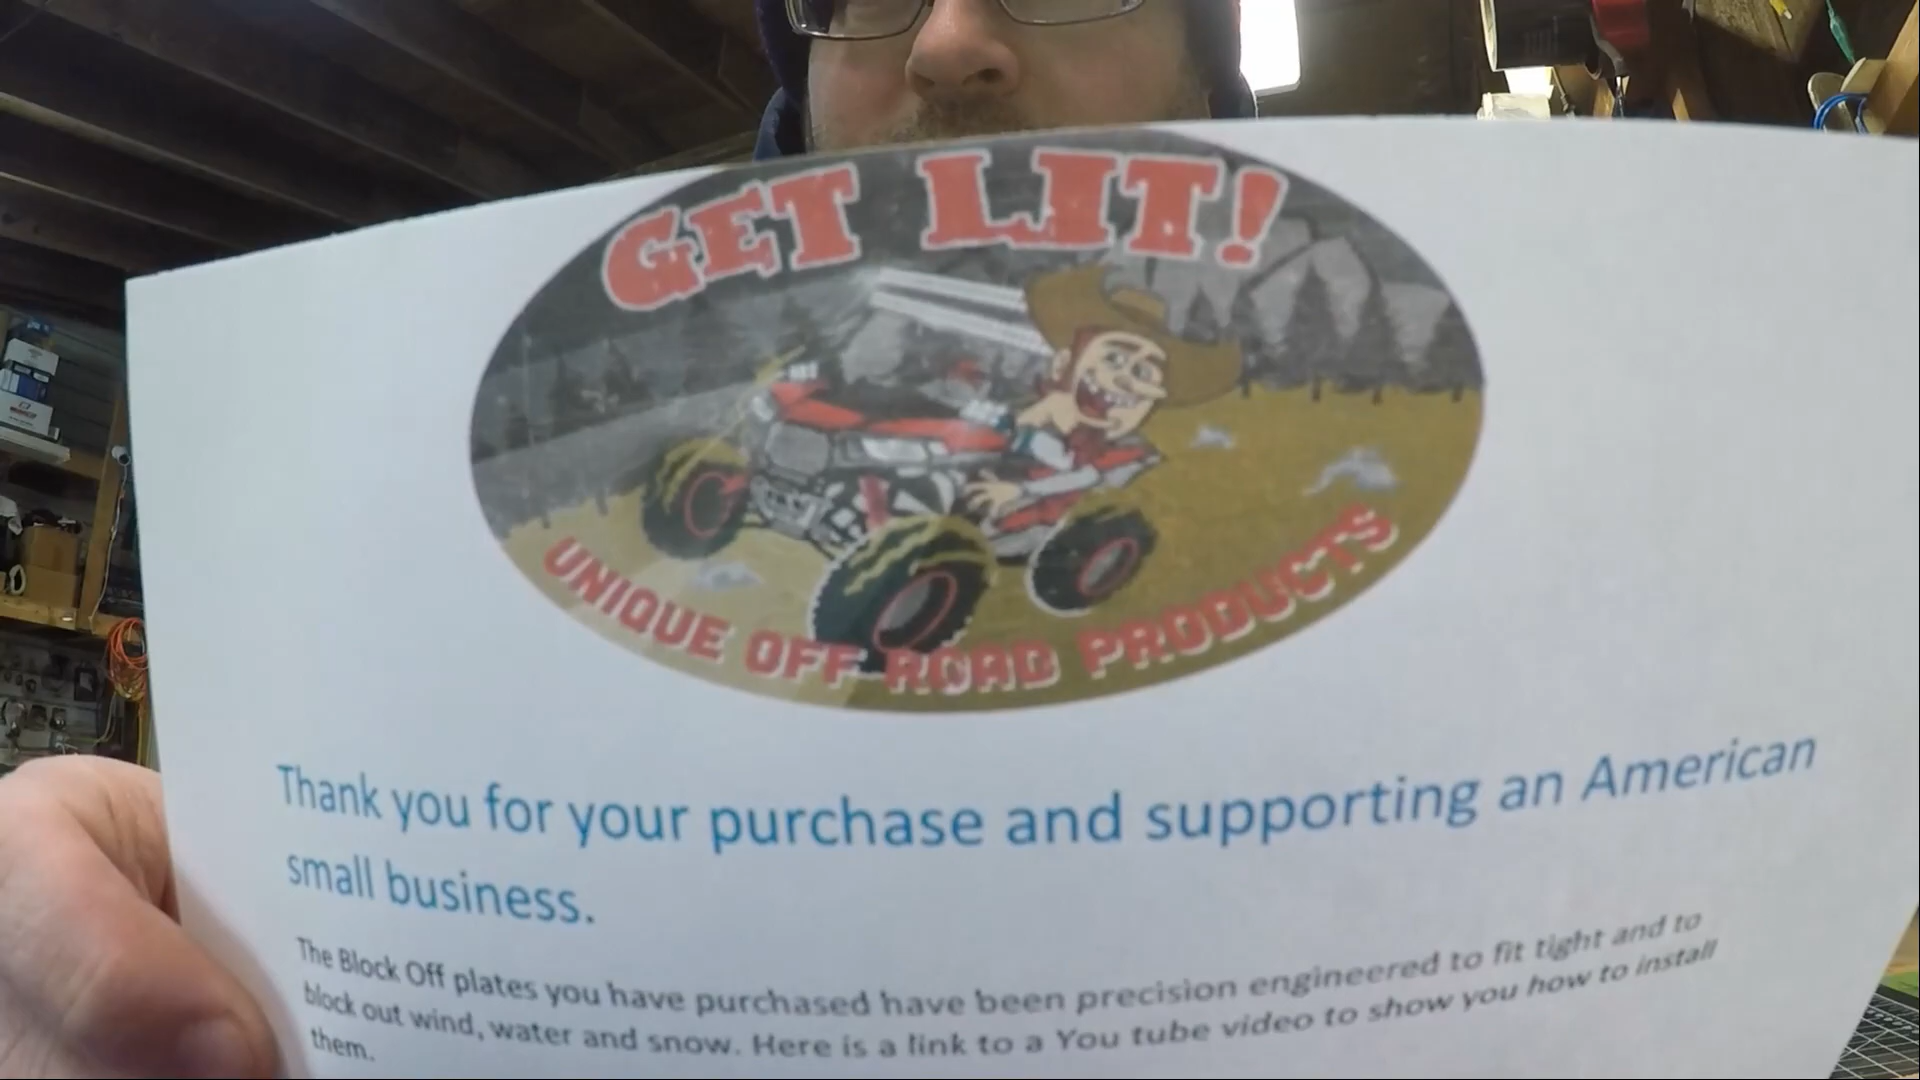 GET LIT!
UNIQUE OFF ROAD PRODUCTS
Thank you for your purchase and supporting an American
small business.
The Block Off plates you have purchased have been precision engineered to fit tight and to
block out wind, water and snow. Here is a link to a You tube video to show you how to install
them.